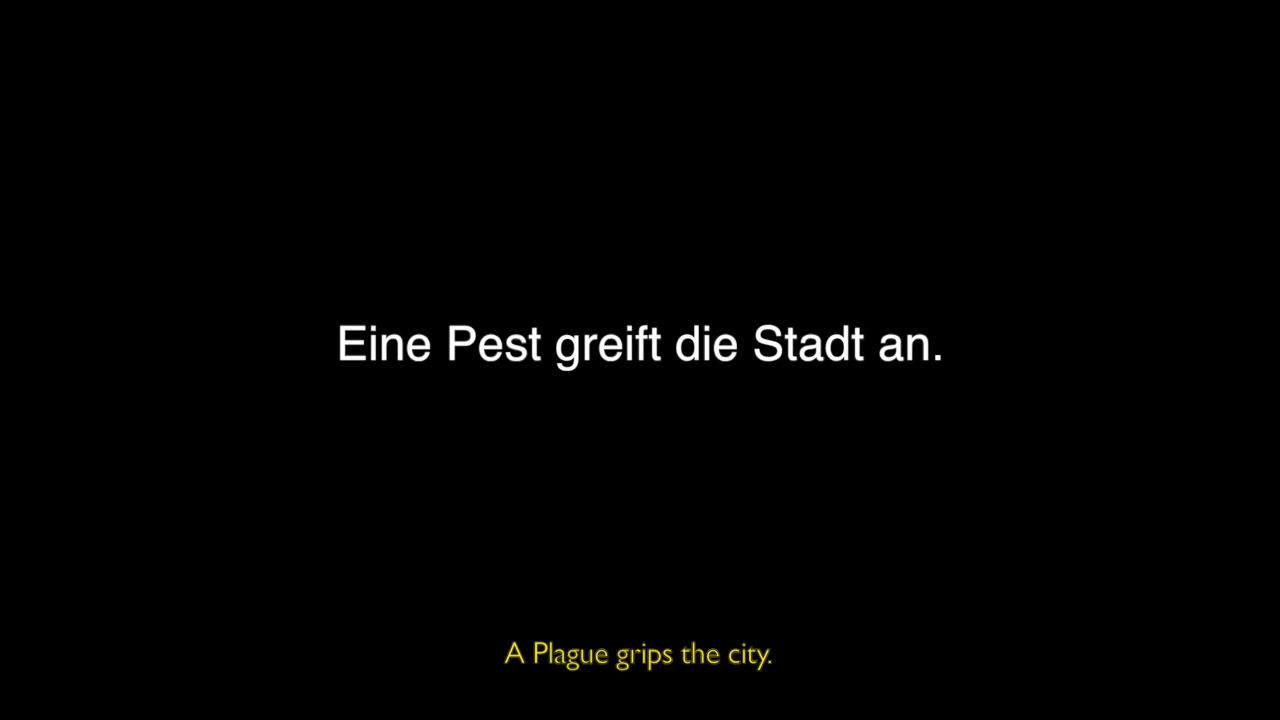 Eine Pest greift die Stadt an.
A Plague grips the city.